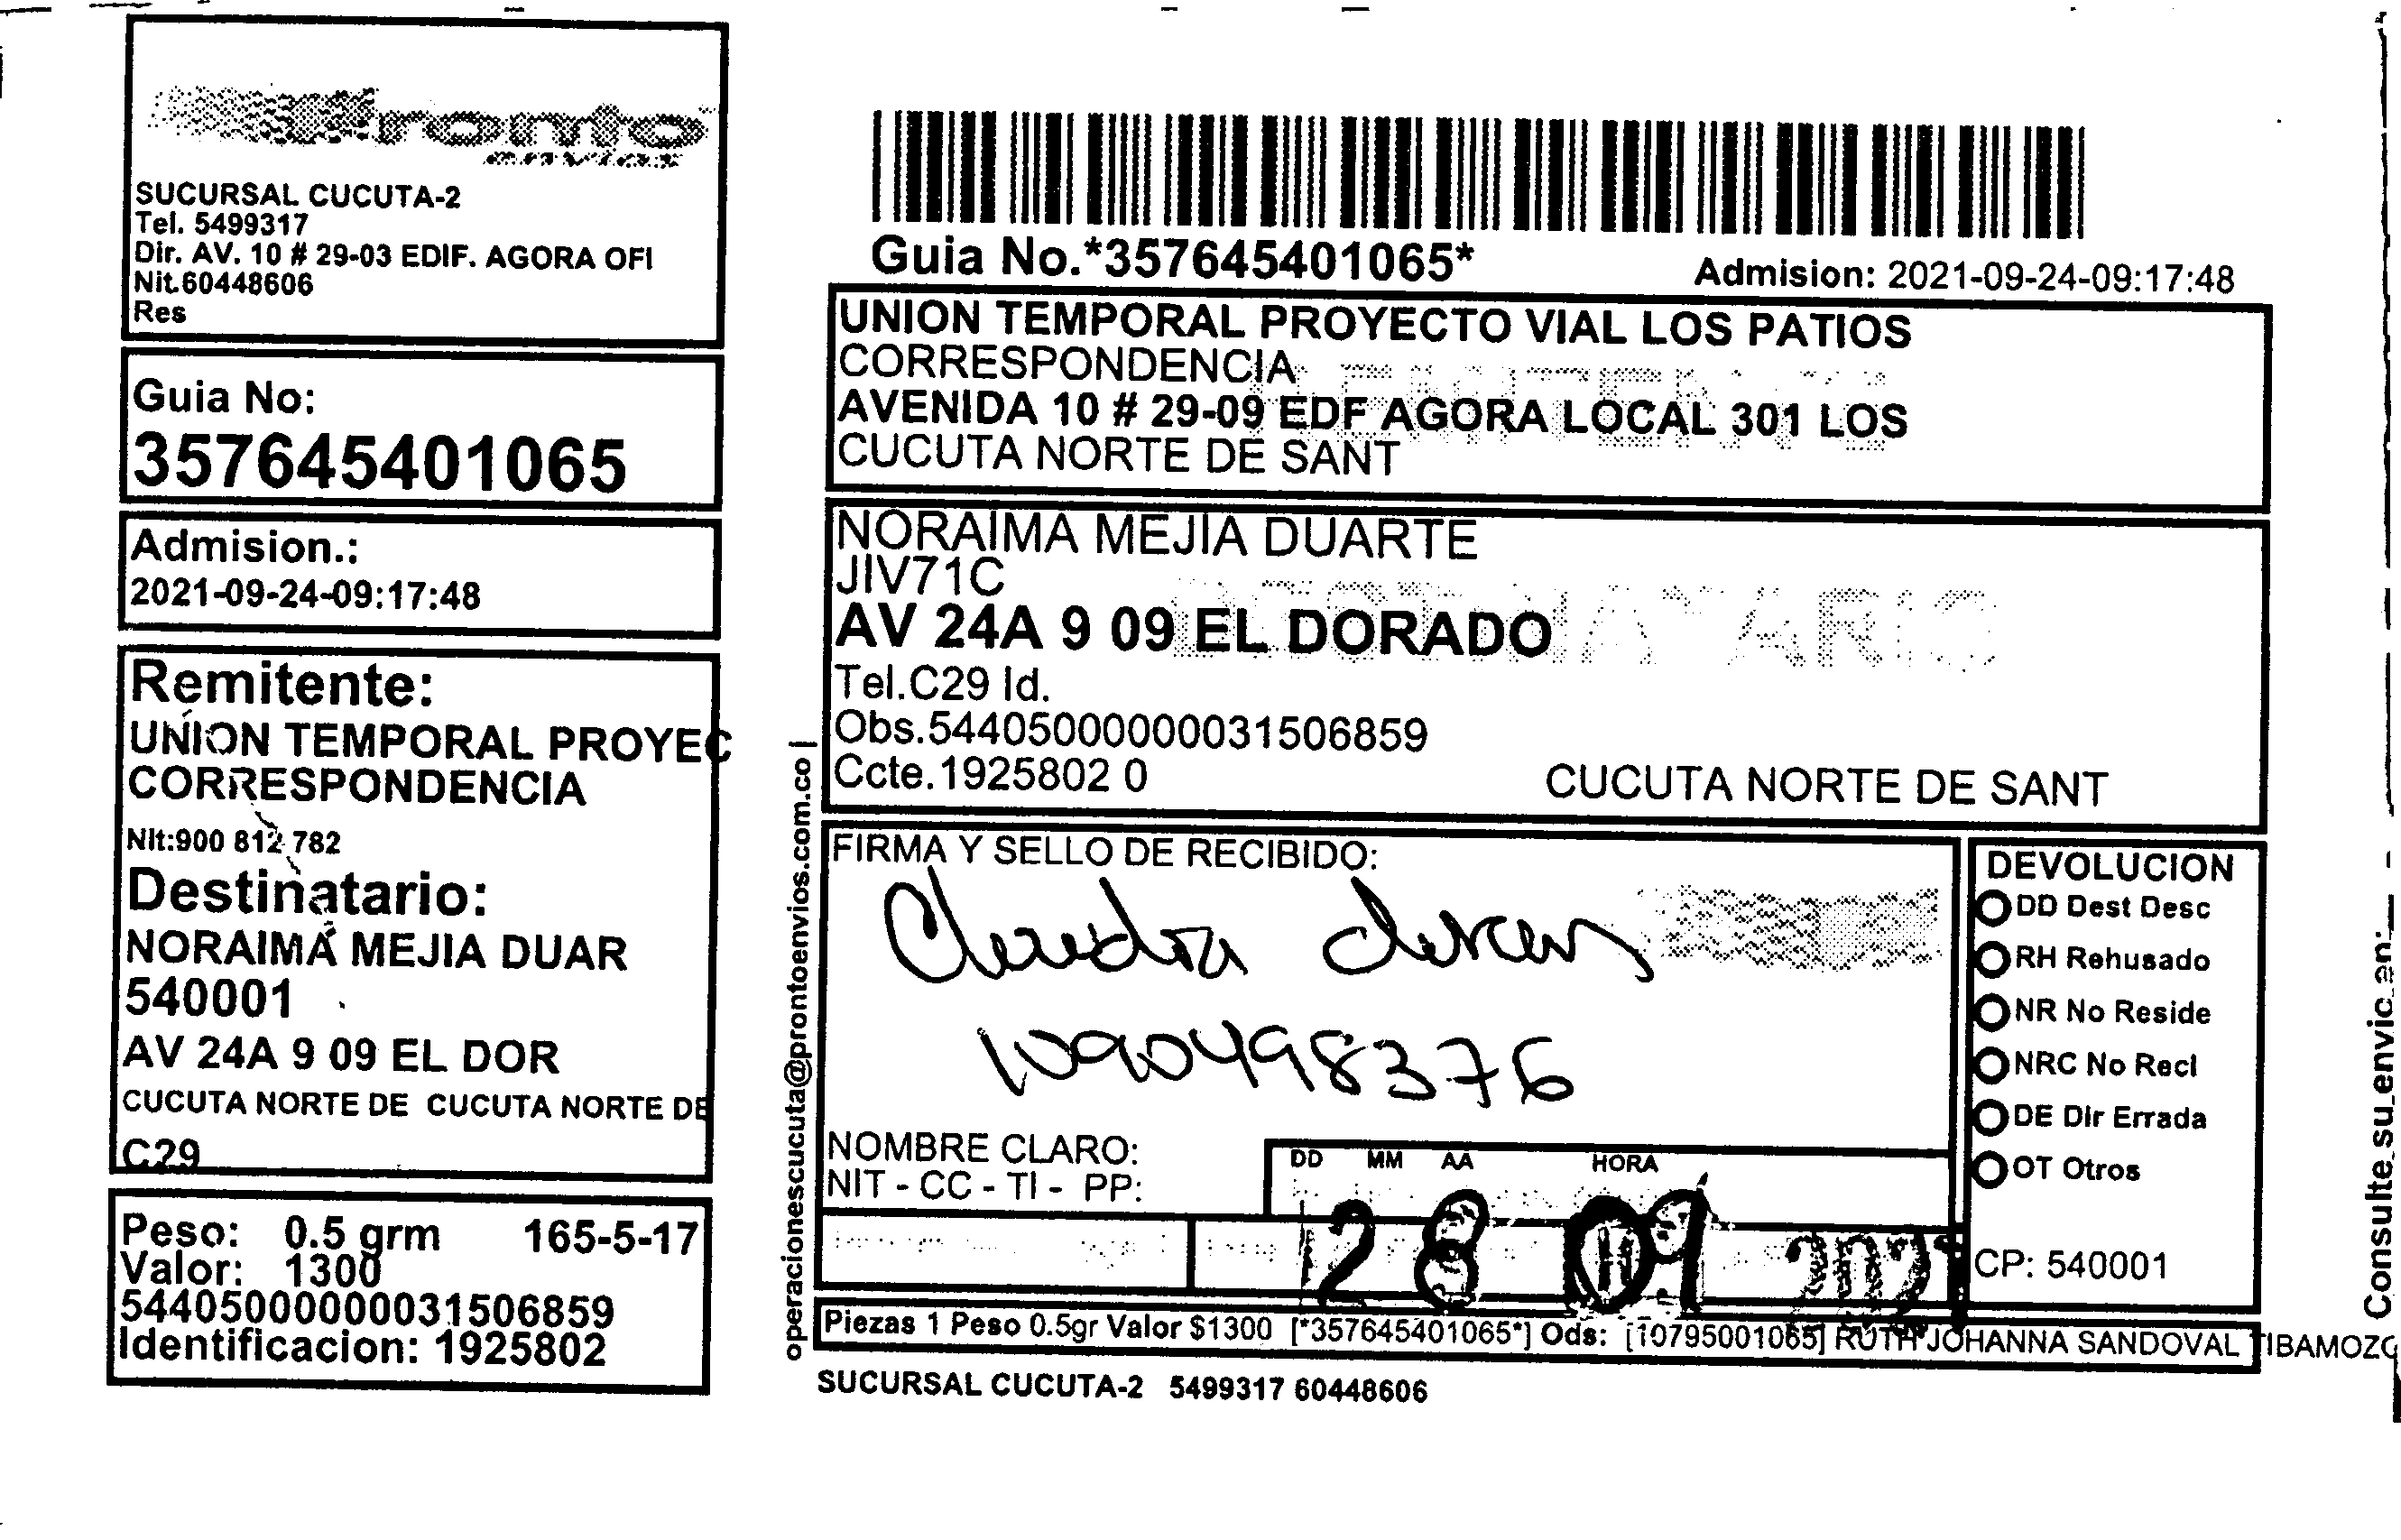 Pronto
envios
SUCURSAL CUCUTA-2
Tel. 5499317
Dir. AV. 10 # 29-03 EDIF. AGORA OFI
Nit.60448606
Res
Guia No:
357645401065
Admision.:
2021-09-24-09:17:48
Remitente:
UNION TEMPORAL PROYEC
CORRESPONDENCIA
Nit:900 812 782
Destinatario:
NORAIMA MEJIA DUAR
540001
AV 24A 9 09 EL DOR
CUCUTA NORTE DE CUCUTA NORTE DE
C29
Peso: 0.5 grm 165-5-17
Valor: 1300
544050000000031506859
Identificacion: 1925802
operacionescucuta@prontoenvios.com.co |
Guia No.*357645401065*
Admision: 2021-09-24-09:17:48
UNION TEMPORAL PROYECTO VIAL LOS PATIOS
CORRESPONDENCIA
REMITENTE
AVENIDA 10 # 29-09 EDF AGORA LOCAL 301 LOS
CUCUTA NORTE DE SANT
NORAIMA MEJIA DUARTE
JIV71C
DESTINATARIO
AV 24A 9 09 EL DORADO
Tel.C29 Id.
Obs.544050000000031506859
Ccte.1925802 0 CUCUTA NORTE DE SANT
FIRMA Y SELLO DE RECIBIDO:
1090498376
NOMBRE CLARO:
NIT - CC - TI - PP:
DD MM AA HORA
28 09 2021
DEVOLUCION
DD Dest Desc
RH Rehusado
NR No Reside
NRC No Recl
DE Dir Errada
OT Otros
CP: 540001
Piezas 1 Peso 0.5gr Valor $1300 [*357645401065*] Ods: [10795001065] RUTH JOHANNA SANDOVAL TIBAMOZO
SUCURSAL CUCUTA-2 5499317 60448606
Consulte su envio en: